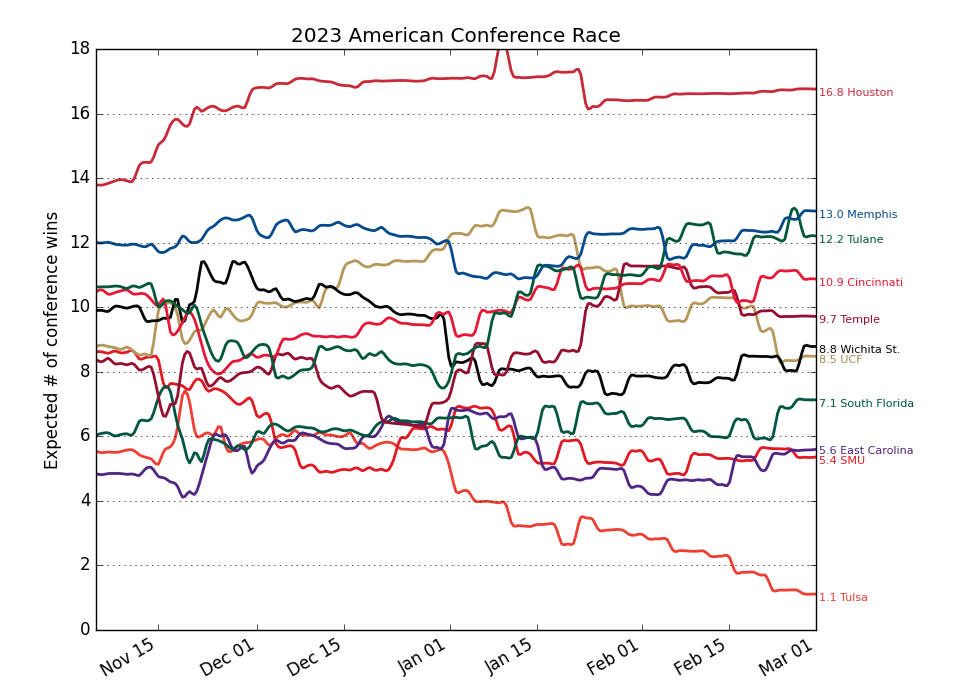 2023 American Conference Race
Expected # of conference wins
18
16
14
12
10
8
6
4
2
0
16.8 Houston
13.0 Memphis
12.2 Tulane
10.9 Cincinnati
9.7 Temple
8.8 Wichita St.
8.5 UCF
7.1 South Florida
5.6 East Carolina
5.4 SMU
1.1 Tulsa
Nov 15
Dec 01
Dec 15
Jan 01
Jan 15
Feb 01
Feb 15
Mar 01